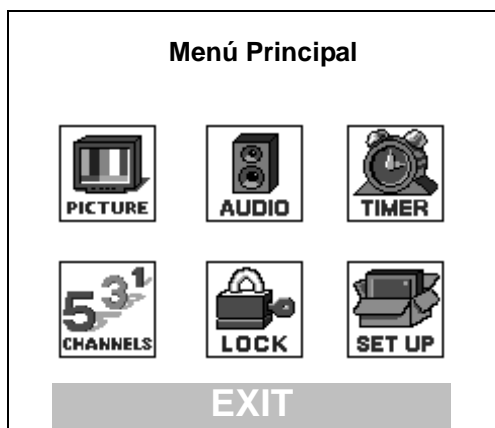 Menú Principal
PICTURE AUDIO TIMER
5 3 1
CHANNELS LOCK SET UP
EXIT